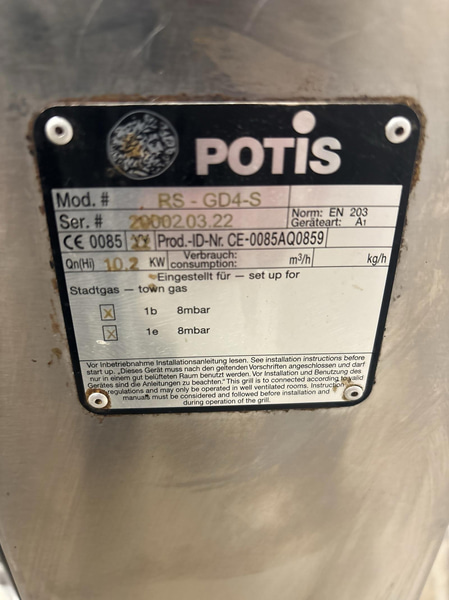 POTIS
Mod. # RS - GD4-S
Ser. # 20002.03.22 Norm: EN 203
Geräteart: A1
CE 0085 Prod.-ID-Nr. CE-0085AQ0859
Qn(Hi) 10.2 KW Verbrauch: consumption: m³/h kg/h
Eingestellt für — set up for
Stadtgas — town gas
x 1b 8mbar
x 1e 8mbar
Vor Inbetriebnahme Installationsanleitung lesen. See installation instructions before
start up. „Dieses Gerät muss nach den geltenden Vorschriften angeschlossen und darf
nur in einem gut belüfteten Raum benutzt werden. Vor Installation und Benutzung des
Gerätes sind die Anleitungen zu beachten." This grill is to connected according to valid
regulations and may only be operated in well ventilated rooms. Instruction
manuals must be considered and followed before installation and
during operation of the grill.